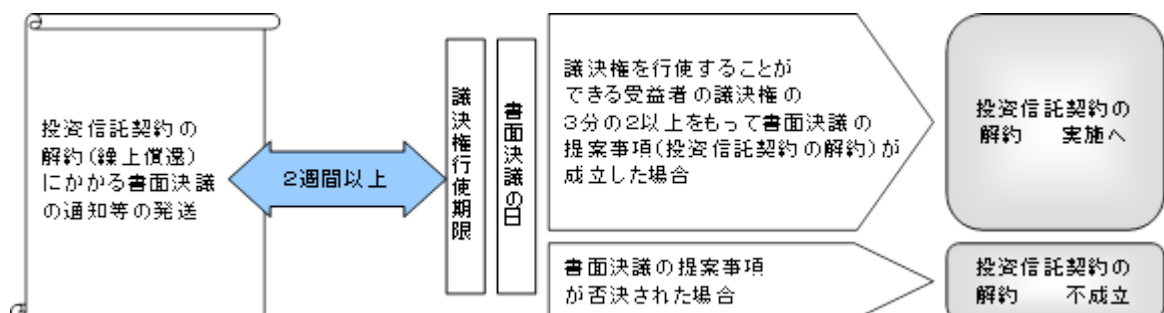 投資信託契約の
解約(繰上償還)
にかかる書面決議
の通知等の発送
2週間以上
議決権行使期限
書面決議の日
議決権を行使することが
できる受益者の議決権の
3分の2以上をもって書面決議の
提案事項(投資信託契約の解約)が
成立した場合
投資信託契約の
解約　実施へ
書面決議の提案事項
が否決された場合
投資信託契約の
解約　不成立